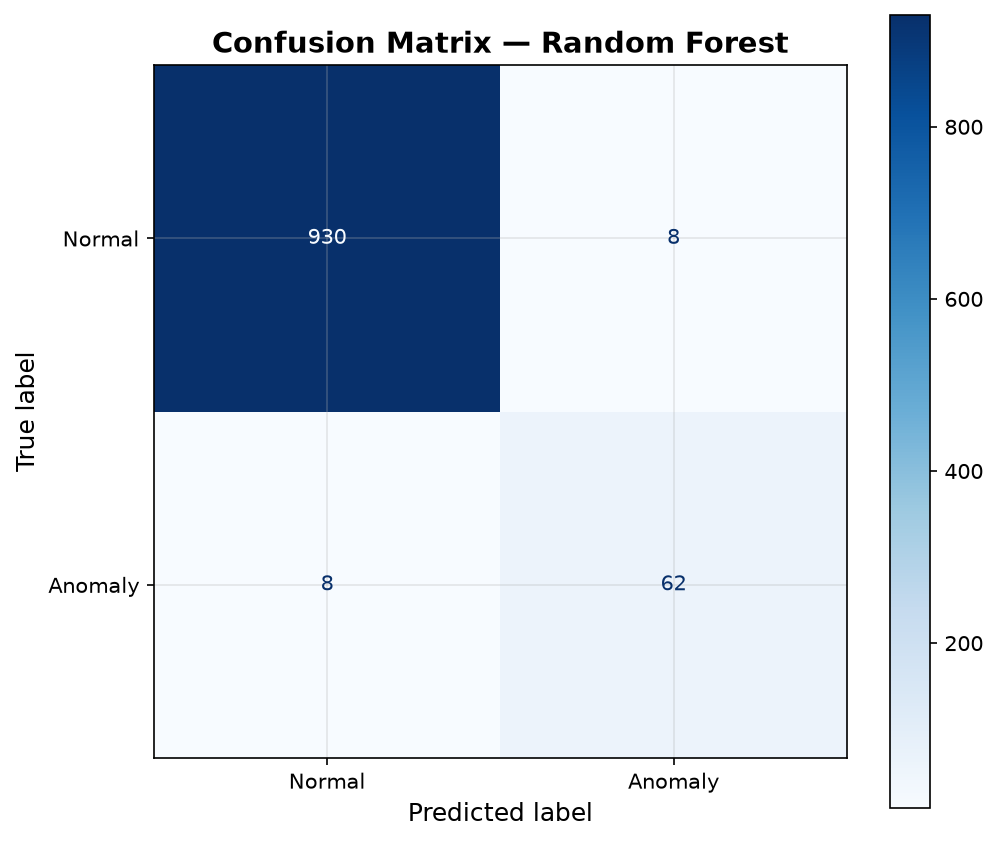 Confusion Matrix — Random Forest
True label
Normal
930
8
Anomaly
8
62
Normal
Anomaly
Predicted label
800
600
400
200